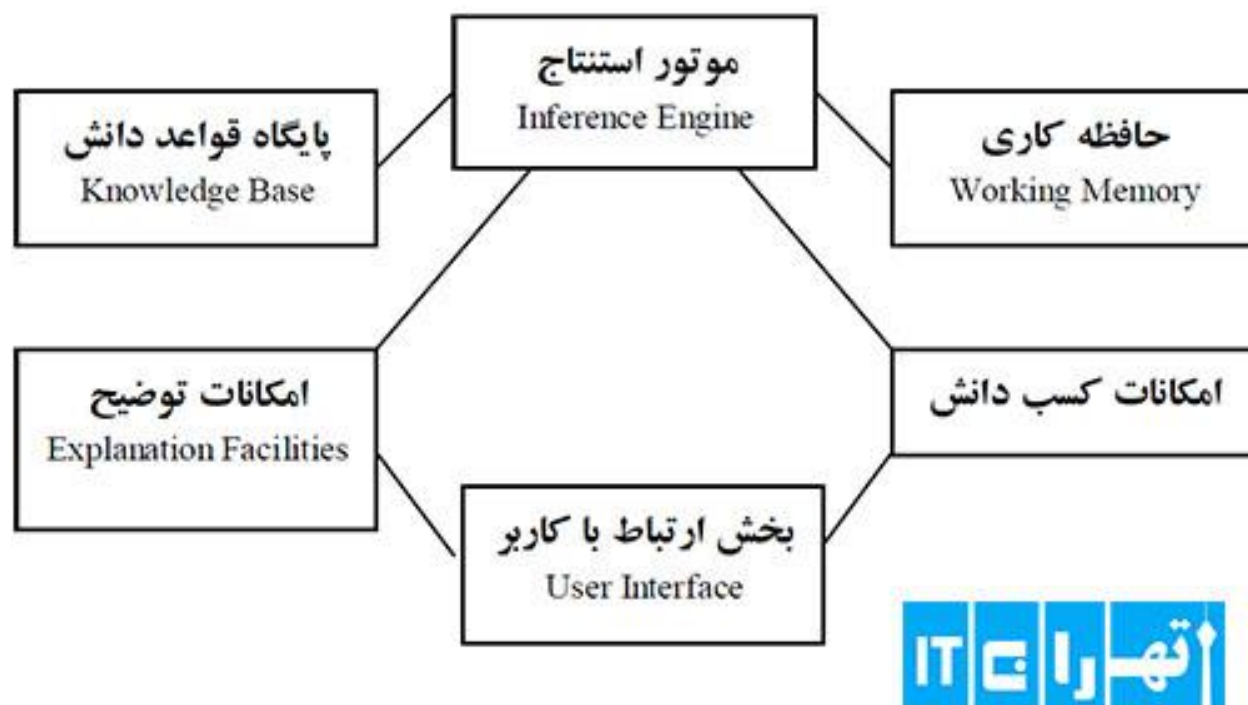 موتور استنتاج
Inference Engine
پایگاه قواعد دانش
Knowledge Base
حافظه کاری
Working Memory
امکانات توضیح
Explanation Facilities
امکانات کسب دانش
بخش ارتباط با کاربر
User Interface
تهران IT